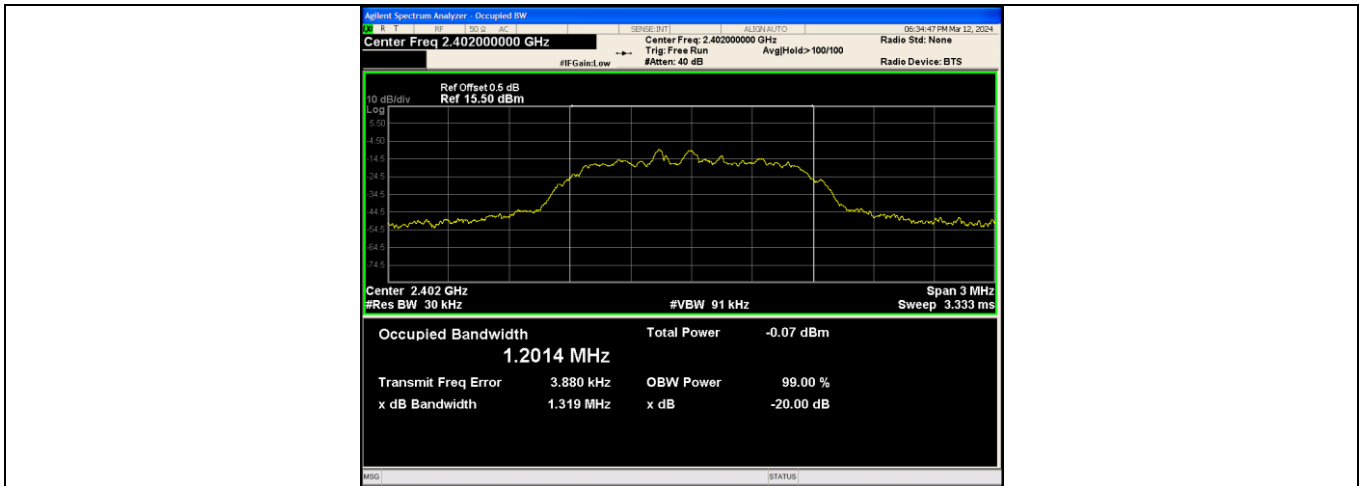 Agilent Spectrum Analyzer - Occupied BW
R T RF 50 Ω AC SENSE:INT ALIGN AUTO 06:34:47 PM Mar 12, 2024
Center Freq 2.402000000 GHz Center Freq: 2.402000000 GHz Radio Std: None
Trig: Free Run Avg|Hold:> 100/100
#IFGain:Low #Atten: 40 dB Radio Device: BTS
Ref Offset 0.5 dB
10 dB/div Ref 15.50 dBm
Log
5.50
-4.50
-14.5
-24.5
-34.5
-44.5
-54.5
-64.5
-74.5
Center 2.402 GHz Span 3 MHz
#Res BW 30 kHz #VBW 91 kHz Sweep 3.333 ms
Occupied Bandwidth Total Power -0.07 dBm
1.2014 MHz
Transmit Freq Error 3.880 kHz OBW Power 99.00 %
x dB Bandwidth 1.319 MHz x dB -20.00 dB
MSG STATUS